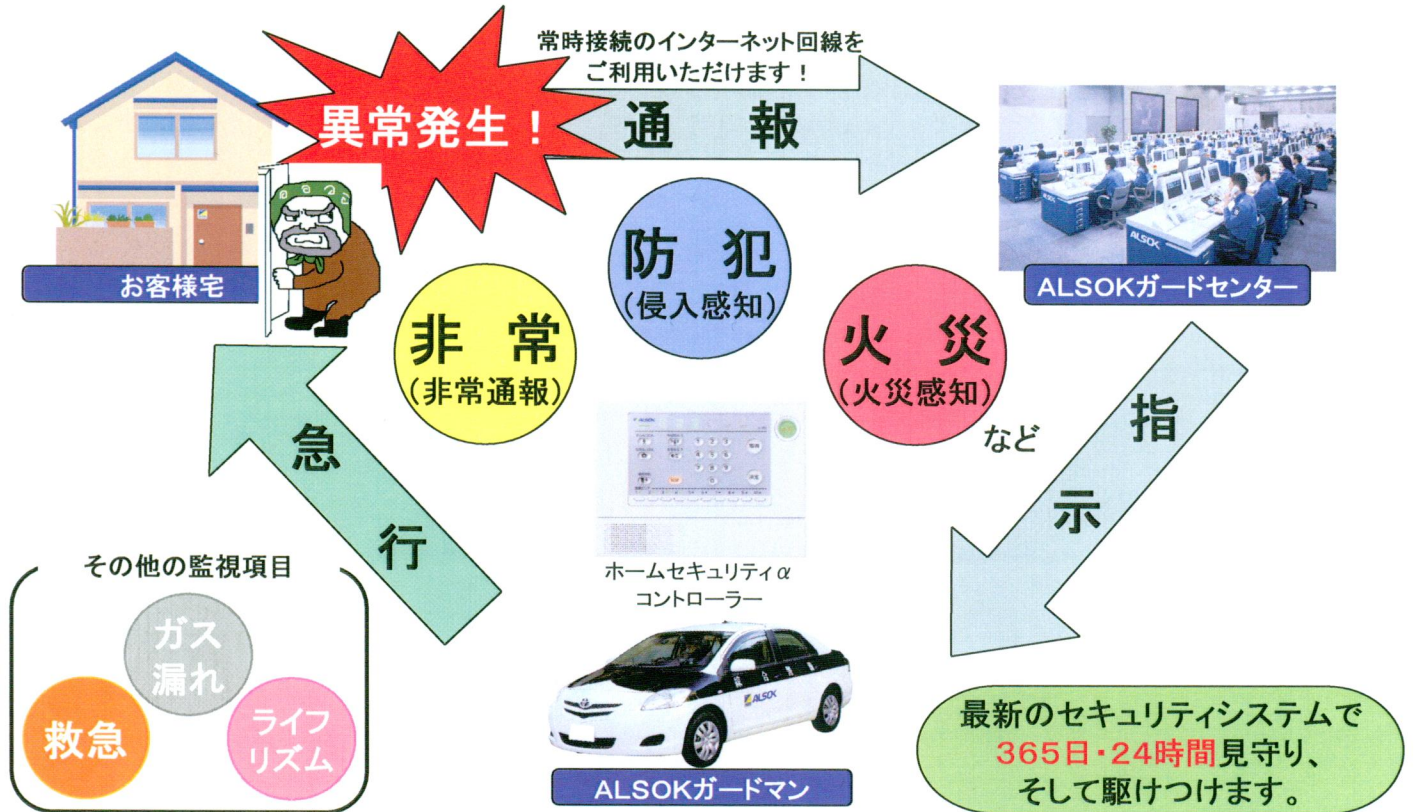 常時接続のインターネット回線を
ご利用いただけます！
異常発生！
通報
お客様宅
ALSOK
ALSOKガードセンター
防犯
(侵入感知)
非常
(非常通報)
火災
(火災感知)
など
指示
急行
ALSOK
ホームセキュリティα
コントローラー
その他の監視項目
ガス
漏れ
救急
ライフ
リズム
ALSOK
ALSOKガードマン
最新のセキュリティシステムで
365日・24時間見守り、
そして駆けつけます。